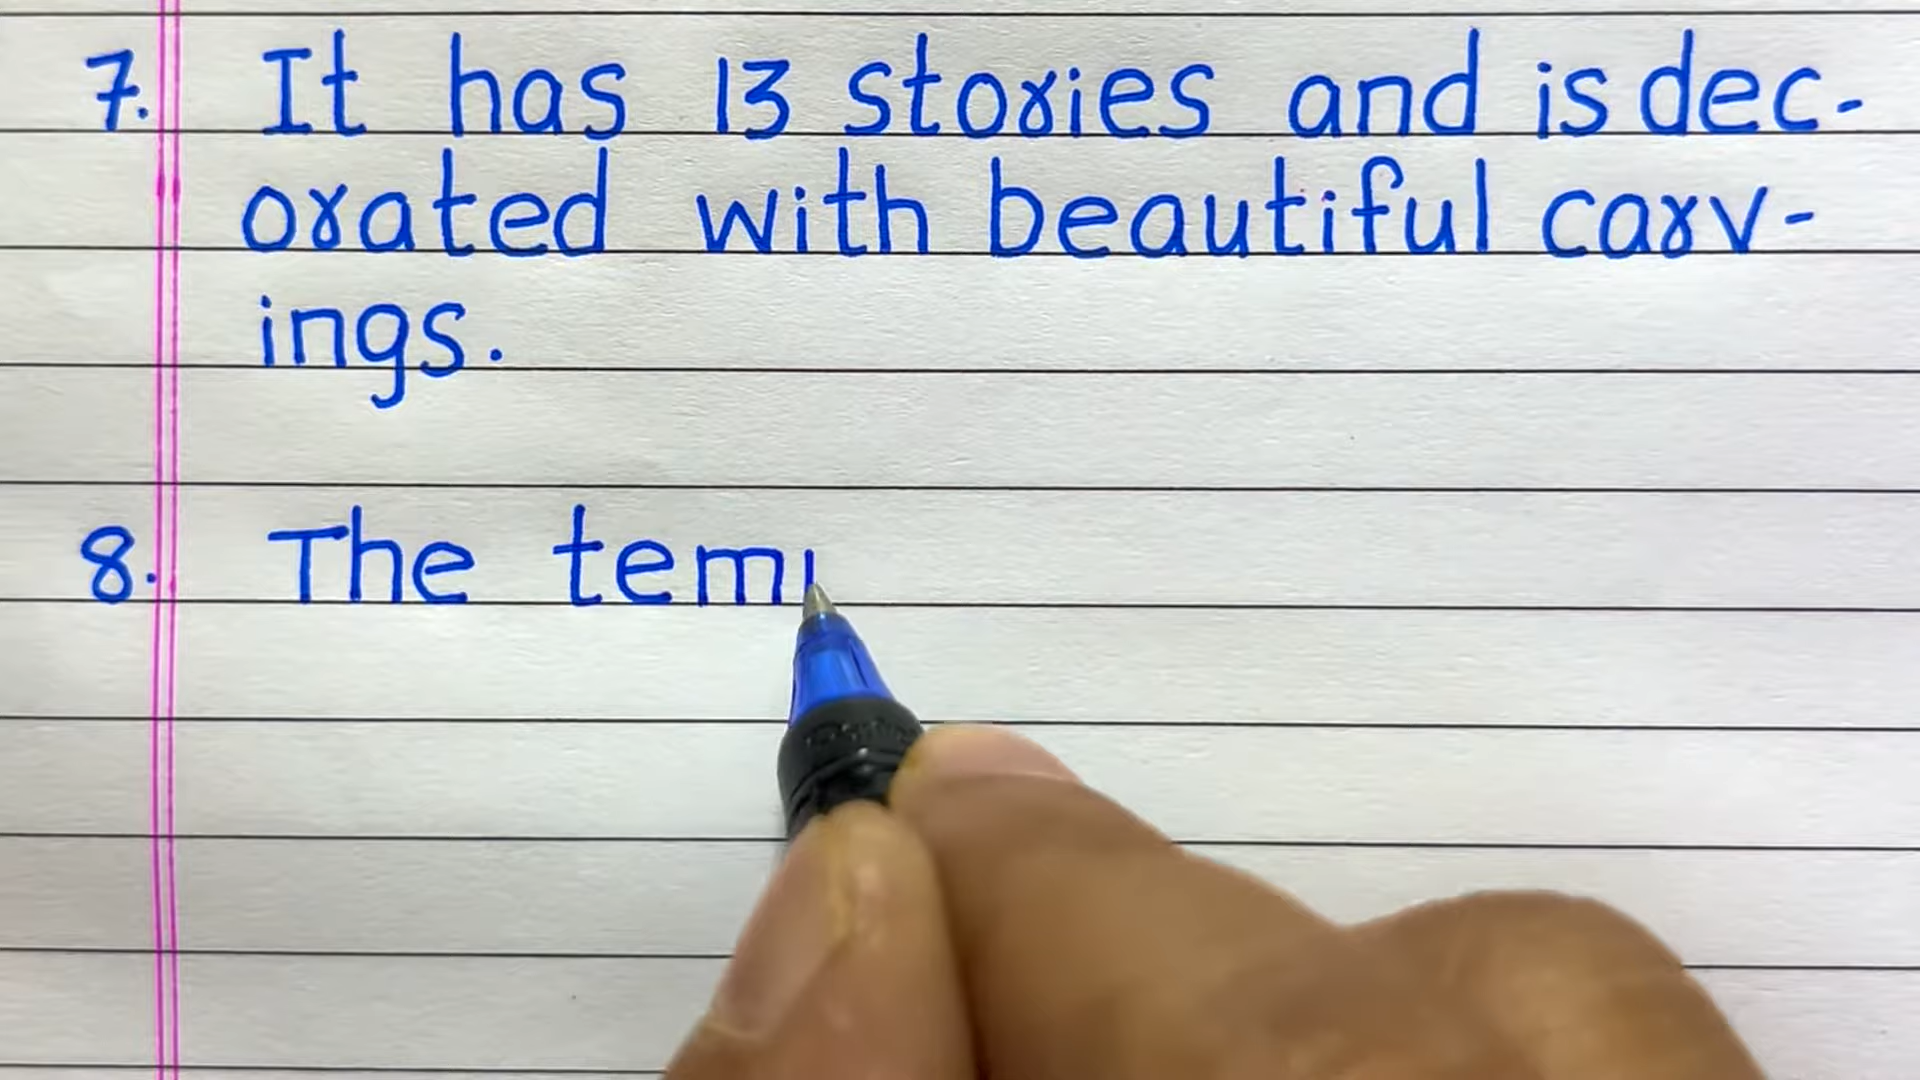 7. It has 13 stories and is dec-
orated with beautiful carv-
ings.
8. The tem